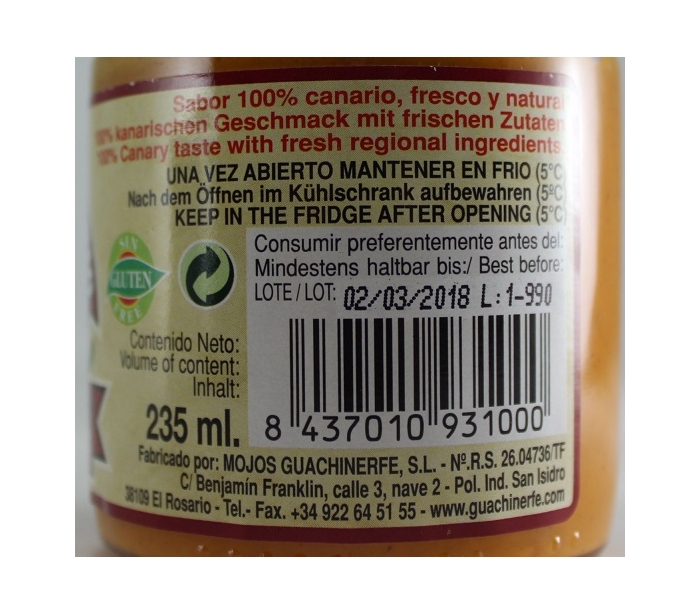 Sabor 100% canario, fresco y natural
100% kanarischen Geschmack mit frischen Zutaten
100% Canary taste with fresh regional ingredients
UNA VEZ ABIERTO MANTENER EN FRIO (5ºC)
Nach dem Öffnen im Kühlschrank aufbewahren (5ºC)
KEEP IN THE FRIDGE AFTER OPENING (5ºC)
SIN
GLUTEN
FREE
Consumir preferentemente antes del:
Mindestens haltbar bis:/ Best before:
LOTE / LOT: 02/03/2018 L:1-990
Contenido Neto:
Volume of content:
Inhalt:
235 ml.
8 437010 931000
Fabricado por: MOJOS GUACHINERFE, S.L. - Nº.R.S. 26.04736/TF
C/ Benjamín Franklin, calle 3, nave 2 - Pol. Ind. San Isidro
38109 El Rosario - Tel.- Fax. +34 922 64 51 55 - www.guachinerfe.com